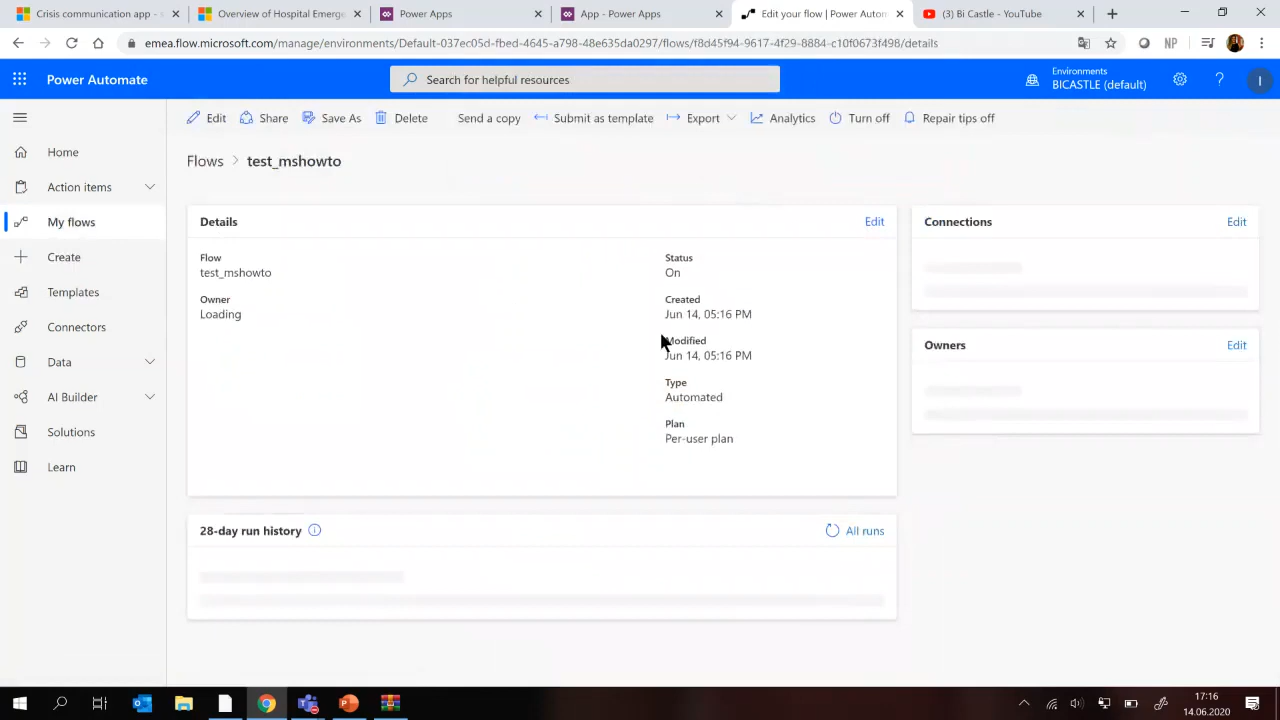 Crisis communication app - s
Overview of Hospital Emerge
Power Apps
App - Power Apps
Edit your flow | Power Autom
(3) Bi Castle - YouTube
emea.flow.microsoft.com/manage/environments/Default-037ec05d-fbed-4645-a798-48e635da0297/flows/f8d45f94-9617-4f29-8884-c10f0673f498/details
NP
Power Automate
Search for helpful resources
Environments
BICASTLE (default)
?
I
Edit
Share
Save As
Delete
Send a copy
Submit as template
Export
Analytics
Turn off
Repair tips off
Home
Action items
My flows
Create
Templates
Connectors
Data
AI Builder
Solutions
Learn
Flows > test_mshowto
Details
Edit
Flow
test_mshowto
Owner
Loading
Status
On
Created
Jun 14, 05:16 PM
Modified
Jun 14, 05:16 PM
Type
Automated
Plan
Per-user plan
Connections
Edit
Owners
Edit
28-day run history
All runs
17:16
14.06.2020